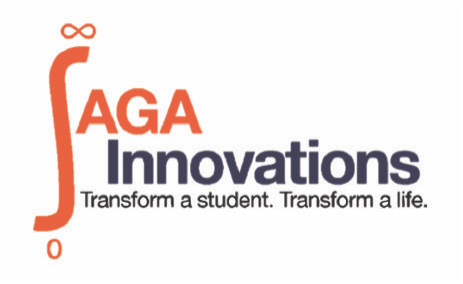 ∞
∫AGA
Innovations
Transform a student. Transform a life.
0